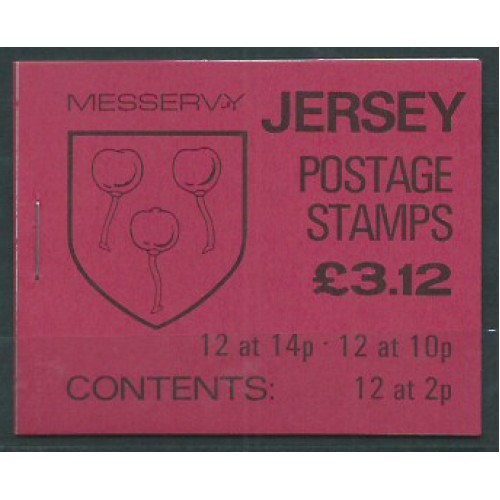 MESSERVY
JERSEY
POSTAGE
STAMPS
£3.12
12 at 14p · 12 at 10p
CONTENTS: 12 at 2p